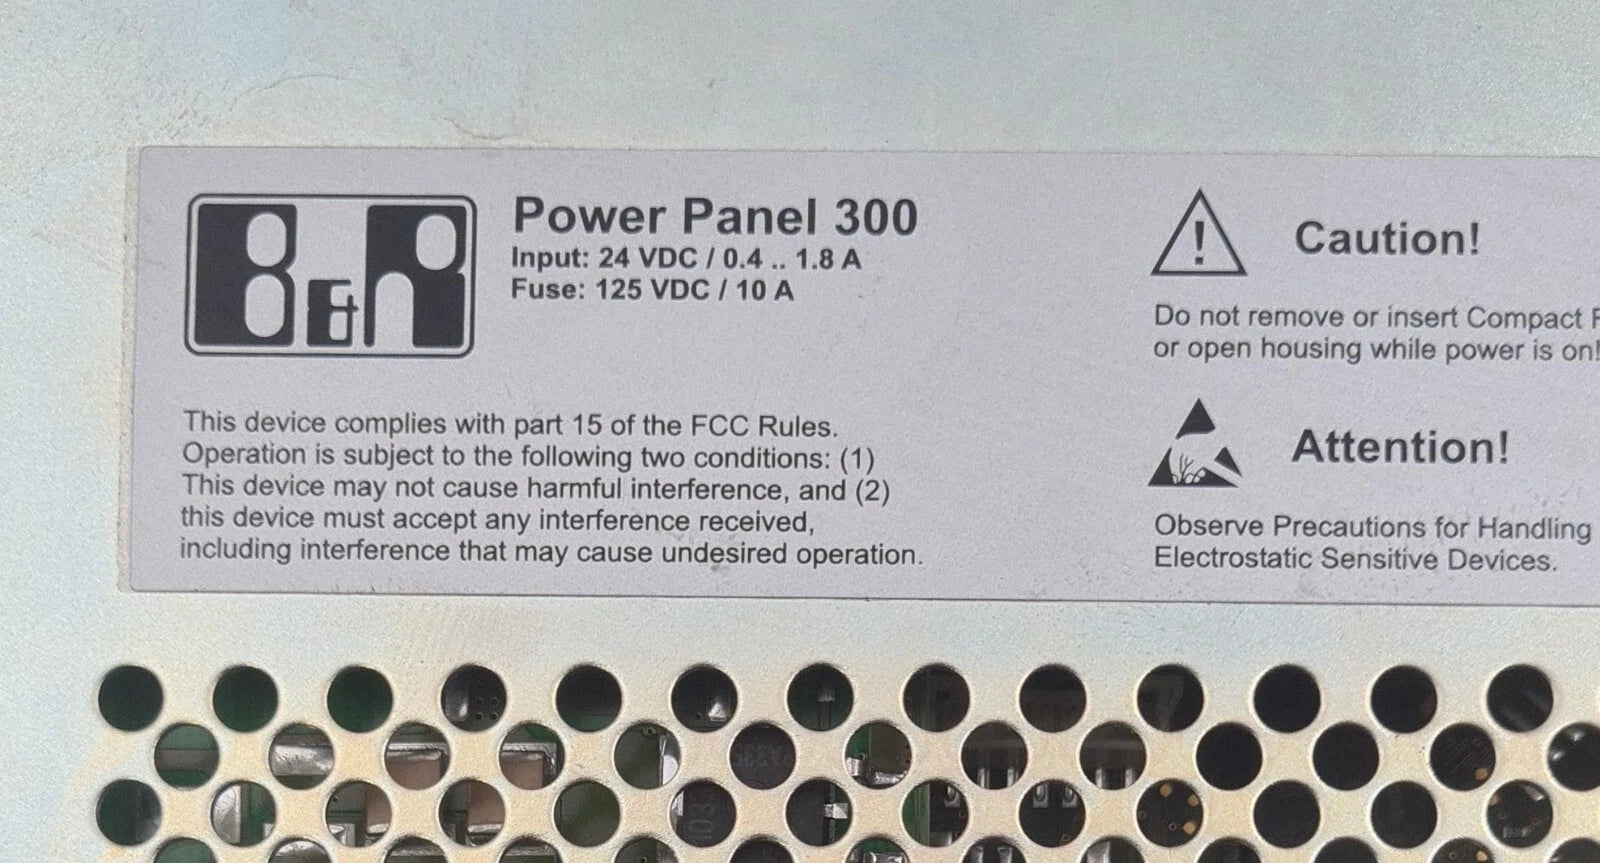 B&R
Power Panel 300
Input: 24 VDC / 0.4 .. 1.8 A
Fuse: 125 VDC / 10 A
This device complies with part 15 of the FCC Rules.
Operation is subject to the following two conditions: (1)
This device may not cause harmful interference, and (2)
this device must accept any interference received,
including interference that may cause undesired operation.
Caution!
Do not remove or insert Compact
or open housing while power is on!
Attention!
Observe Precautions for Handling
Electrostatic Sensitive Devices.